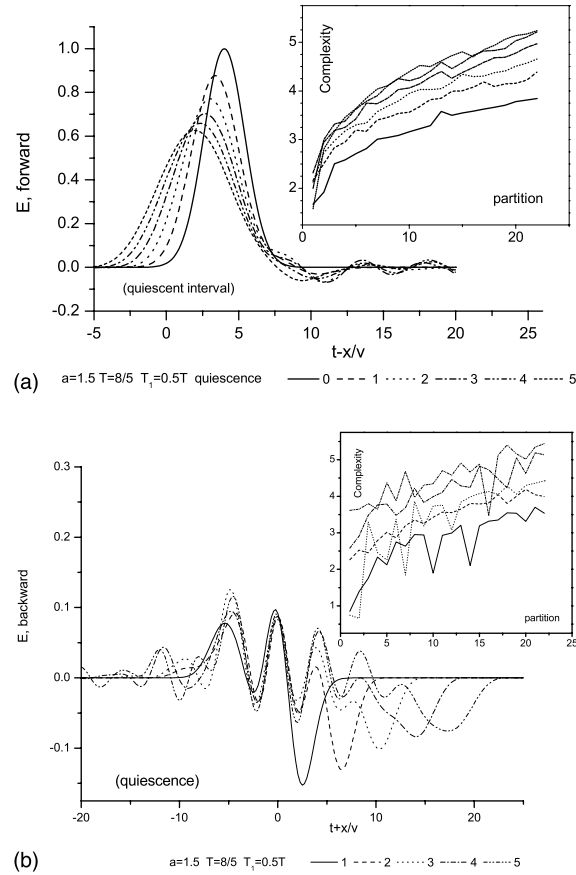 1.0
0.8
0.6
0.4
0.2
0.0
-0.2
E, forward
-5 0 5 10 15 20 25
t-x/v
(quiescent interval)
Complexity
5
4
3
2
0 10 20
partition
(a) a=1.5 T=8/5 T1=0.5T quiescence 0 1 2 3 4 5
0.3
0.2
0.1
0.0
-0.1
E, backward
-20 -10 0 10 20
t+x/v
(quiescence)
Complexity
5
4
3
2
1
0 5 10 15 20 25
partition
(b) a=1.5 T=8/5 T1=0.5T 1 2 3 4 5